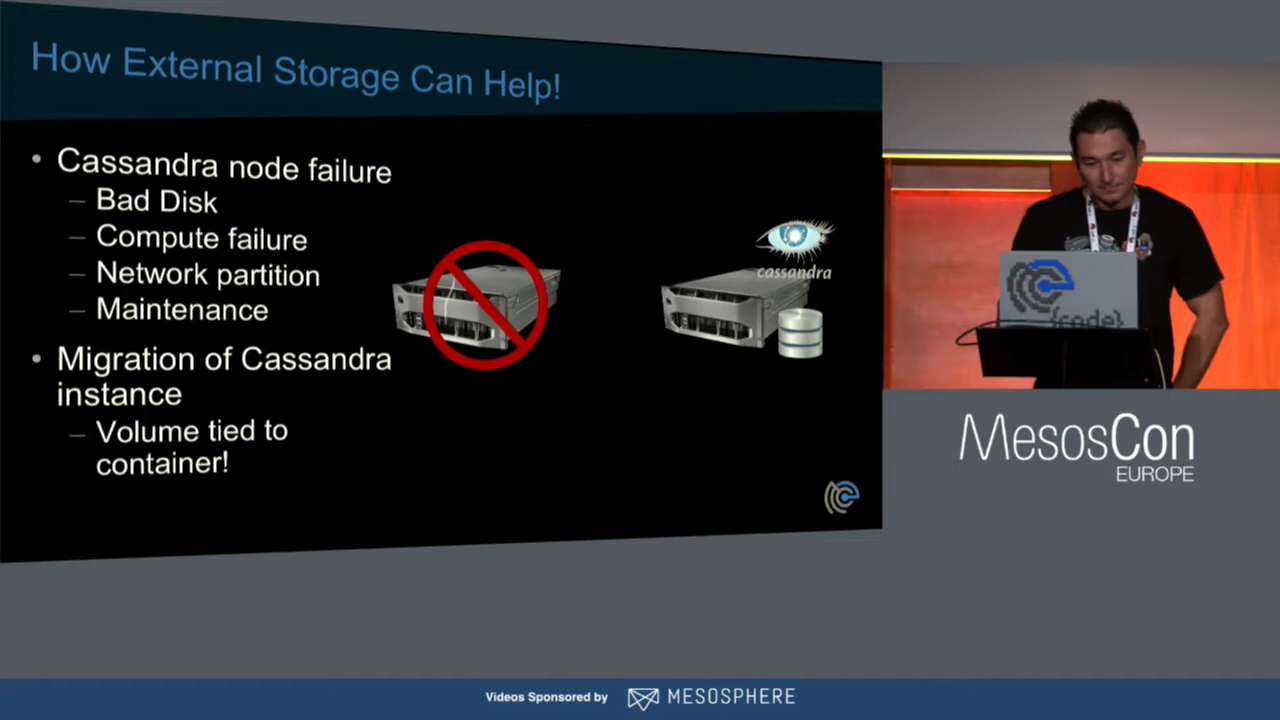 How External Storage Can Help!
• Cassandra node failure
– Bad Disk
– Compute failure
– Network partition
– Maintenance
• Migration of Cassandra
instance
– Volume tied to
container!
cassandra
{code}
MesosCon
EUROPE
Videos Sponsored by MESOSPHERE